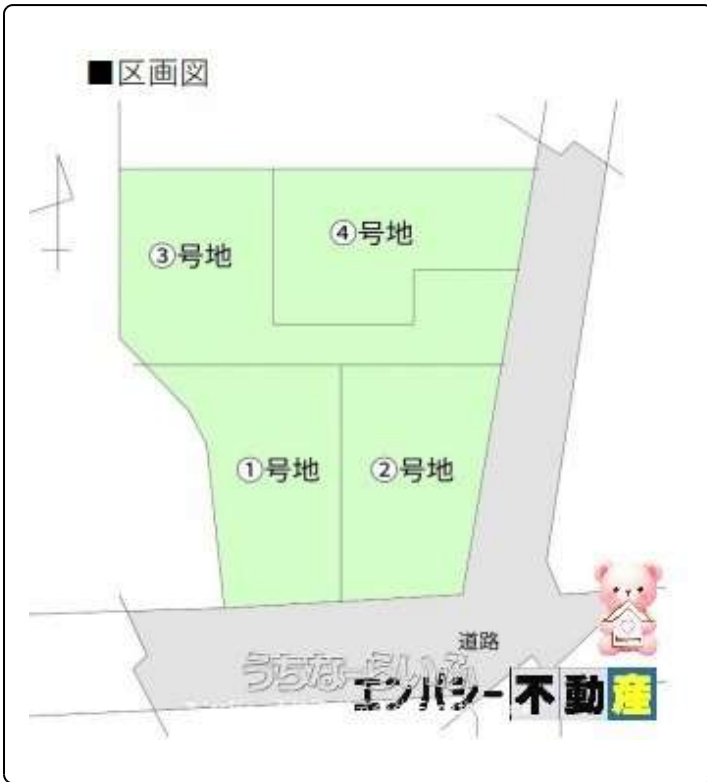 ■区画図
③号地
④号地
①号地
②号地
道路
うちなーらいふ
エンパシー不動産